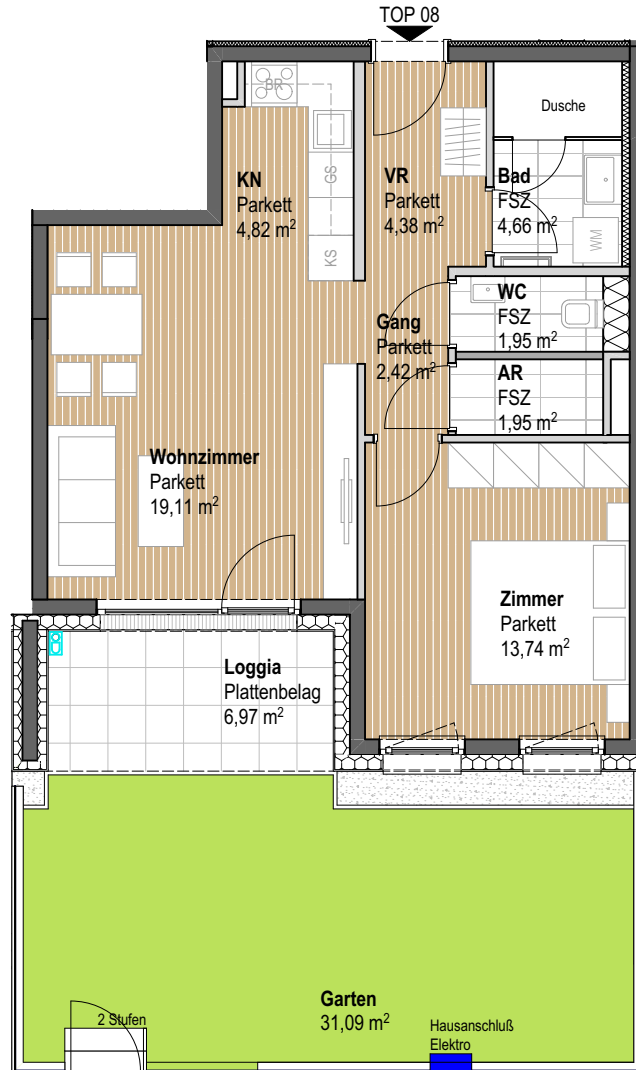 TOP 08
BR
Dusche
KN
Parkett
4,82 m²
GS
KS
VR
Parkett
4,38 m²
Bad
FSZ
4,66 m²
WM
WC
FSZ
1,95 m²
Gang
Parkett
2,42 m²
AR
FSZ
1,95 m²
Wohnzimmer
Parkett
19,11 m²
Zimmer
Parkett
13,74 m²
Loggia
Plattenbelag
6,97 m²
Garten
31,09 m²
2 Stufen
Hausanschluß
Elektro